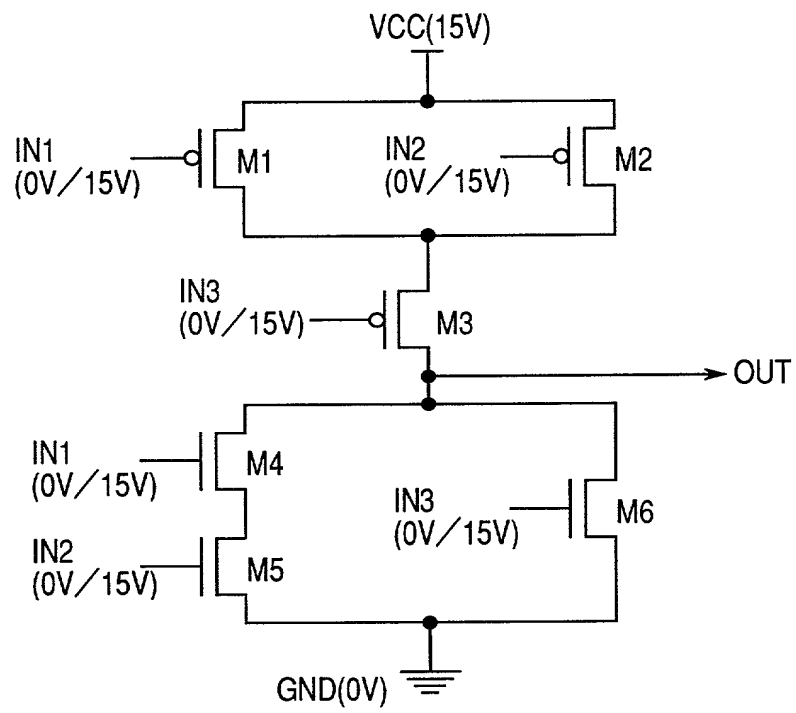 VCC(15V)
IN1
(0V/15V)
M1
IN2
(0V/15V)
M2
IN3
(0V/15V)
M3
OUT
IN1
(0V/15V)
M4
IN3
(0V/15V)
M6
IN2
(0V/15V)
M5
GND(0V)